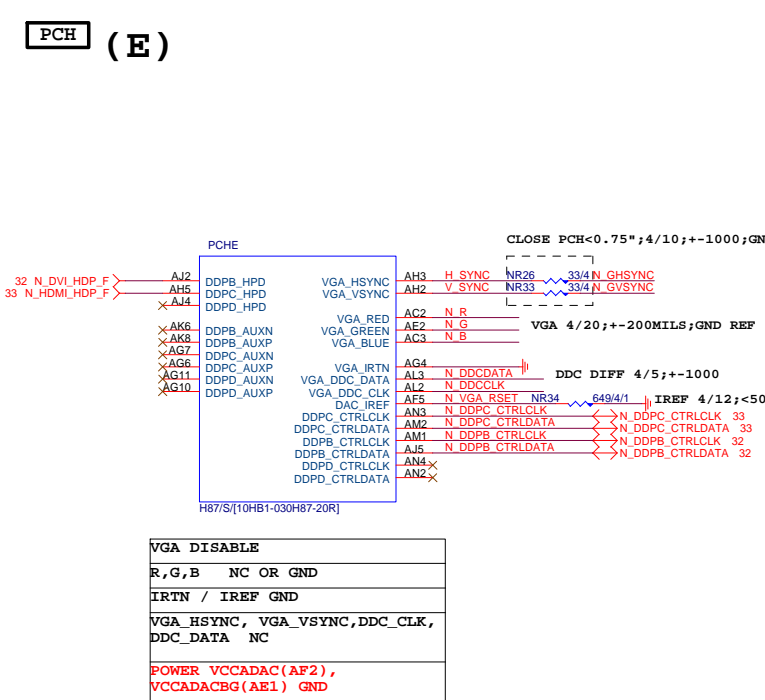 PCH (E)
CLOSE PCH<0.75";4/10;+-1000;GN
PCHE
32 N_DVI_HDP_F AJ2 DDPB_HPD VGA_HSYNC AH3 H_SYNC NR26 33/4 N_GHSYNC
33 N_HDMI_HDP_F AH5 DDPC_HPD VGA_VSYNC AH2 V_SYNC NR33 33/4 N_GVSYNC
AJ4 DDPD_HPD
VGA_RED AC2 N_R
AK6 DDPB_AUXN VGA_GREEN AE2 N_G VGA 4/20;+-200MILS;GND REF
AK8 DDPB_AUXP VGA_BLUE AC3 N_B
AG7 DDPC_AUXN
AG6 DDPC_AUXP VGA_IRTN AG4
AG11 DDPD_AUXN VGA_DDC_DATA AL3 N_DDCDATA DDC DIFF 4/5;+-1000
AG10 DDPD_AUXP VGA_DDC_CLK AL2 N_DDCCLK
DAC_IREF AF5 N_VGA_RSET NR34 649/4/1 IREF 4/12;<50
DDPC_CTRLCLK AN3 N_DDPC_CTRLCLK N_DDPC_CTRLCLK 33
DDPC_CTRLDATA AM2 N_DDPC_CTRLDATA N_DDPC_CTRLDATA 33
DDPB_CTRLCLK AM1 N_DDPB_CTRLCLK N_DDPB_CTRLCLK 32
DDPB_CTRLDATA AJ5 N_DDPB_CTRLDATA N_DDPB_CTRLDATA 32
DDPD_CTRLCLK AN4
DDPD_CTRLDATA AN2
H87/S/[10HB1-030H87-20R]
VGA DISABLE
R,G,B NC OR GND
IRTN / IREF GND
VGA_HSYNC, VGA_VSYNC,DDC_CLK,
DDC_DATA NC
POWER VCCADAC(AF2),
VCCADACBG(AE1) GND